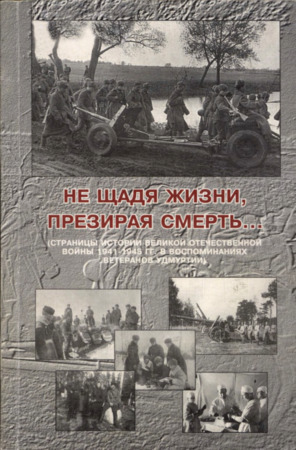 НЕ ЩАДЯ ЖИЗНИ,
ПРЕЗИРАЯ СМЕРТЬ...
(СТРАНИЦЫ ИСТОРИИ ВЕЛИКОЙ ОТЕЧЕСТВЕННОЙ
ВОЙНЫ 1941-1945 ГГ. В ВОСПОМИНАНИЯХ
ВЕТЕРАНОВ УДМУРТИИ)